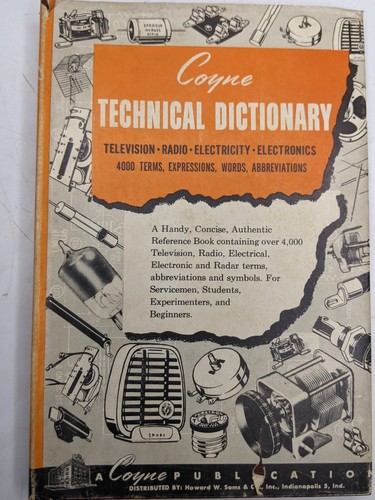 Coyne
TECHNICAL DICTIONARY
TELEVISION • RADIO • ELECTRICITY • ELECTRONICS
4000 TERMS, EXPRESSIONS, WORDS, ABBREVIATIONS
A Handy, Concise, Authentic
Reference Book containing over 4,000
Television, Radio, Electrical,
Electronic and Radar terms,
abbreviations and symbols. For
Servicemen, Students,
Experimenters, and
Beginners.
A Coyne PUBLICATION
DISTRIBUTED BY: Howard W. Sams & Co., Inc., Indianapolis 5, Ind.